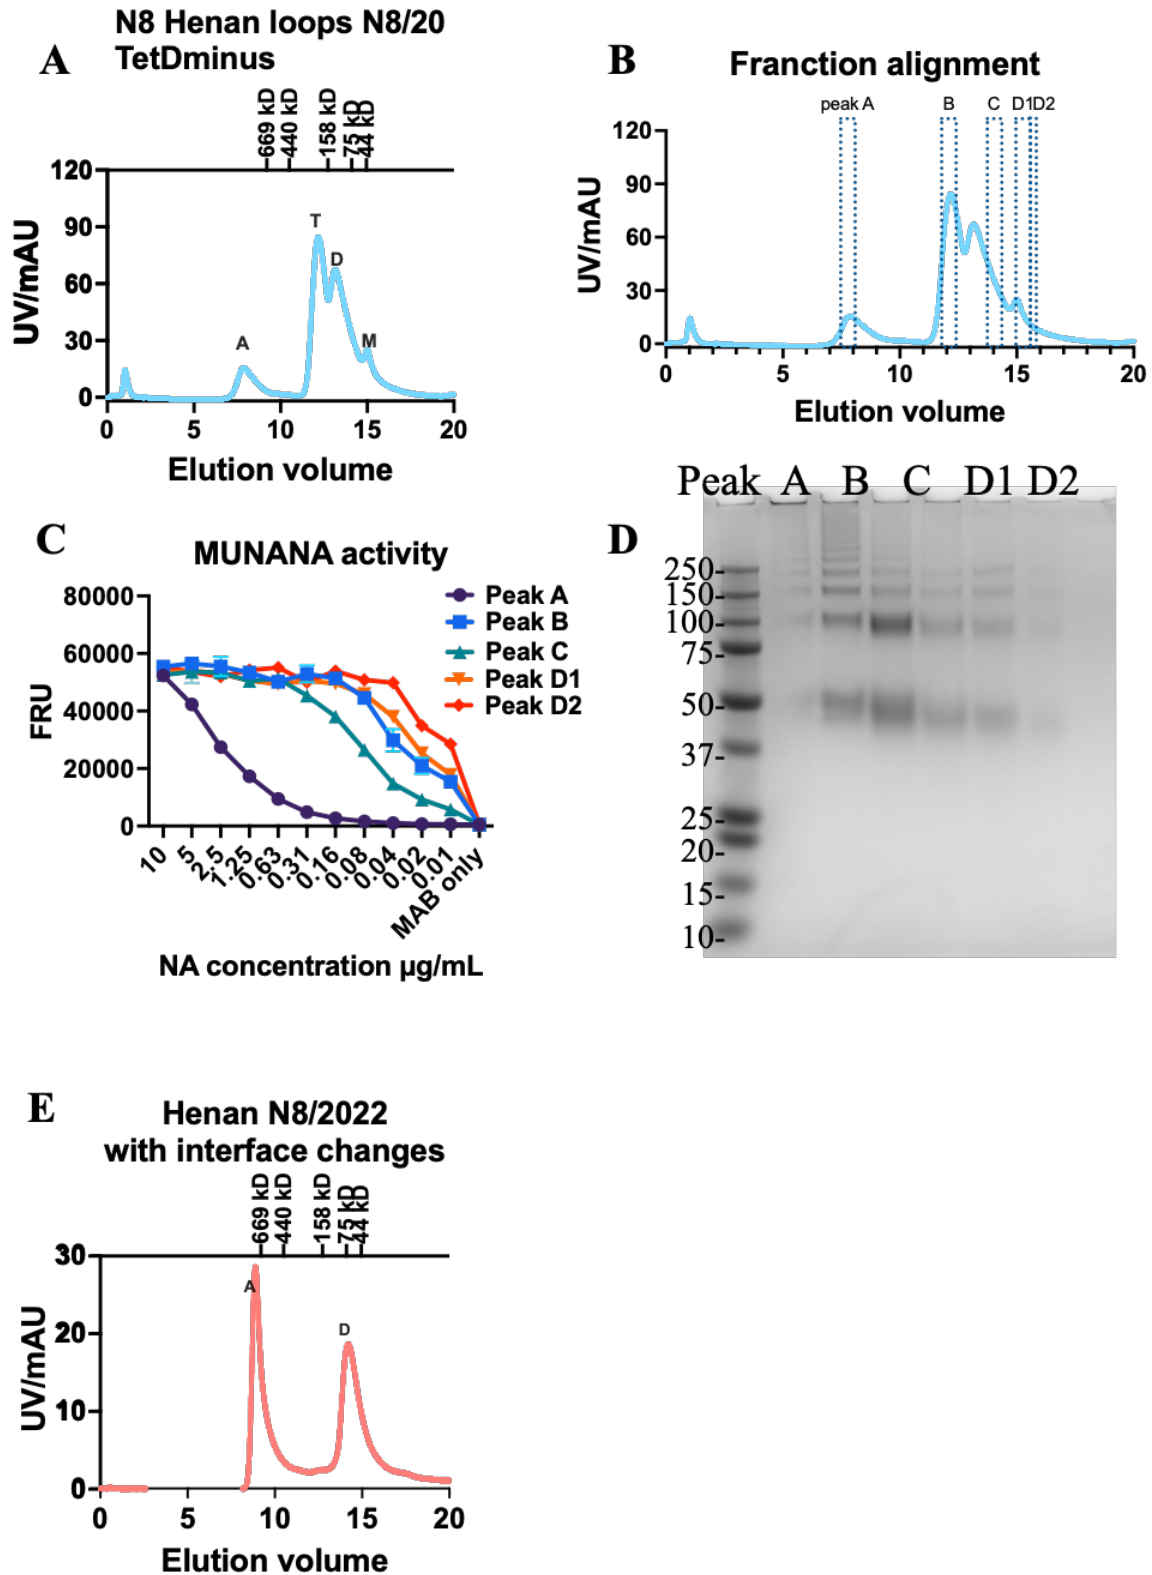 A
N8 Henan loops N8/20
TetDminus
669 kD
440 kD
158 kD
75 kD
44 kD
120
90
60
30
0
UV/mAU
T
D
A
M
0 5 10 15 20
Elution volume
B
Franction alignment
peak A B C D1 D2
120
90
60
30
0
UV/mAU
0 5 10 15 20
Elution volume
C
MUNANA activity
80000
60000
40000
20000
0
FRU
Peak A
Peak B
Peak C
Peak D1
Peak D2
10 5 2.5 1.25 0.63 0.31 0.16 0.08 0.04 0.02 0.01 MAB only
NA concentration µg/mL
D
Peak A B C D1 D2
250-
150-
100-
75-
50-
37-
25-
20-
15-
10-
E
Henan N8/2022
with interface changes
669 kD
440 kD
158 kD
75 kD
44 kD
30
20
10
0
UV/mAU
A
D
0 5 10 15 20
Elution volume